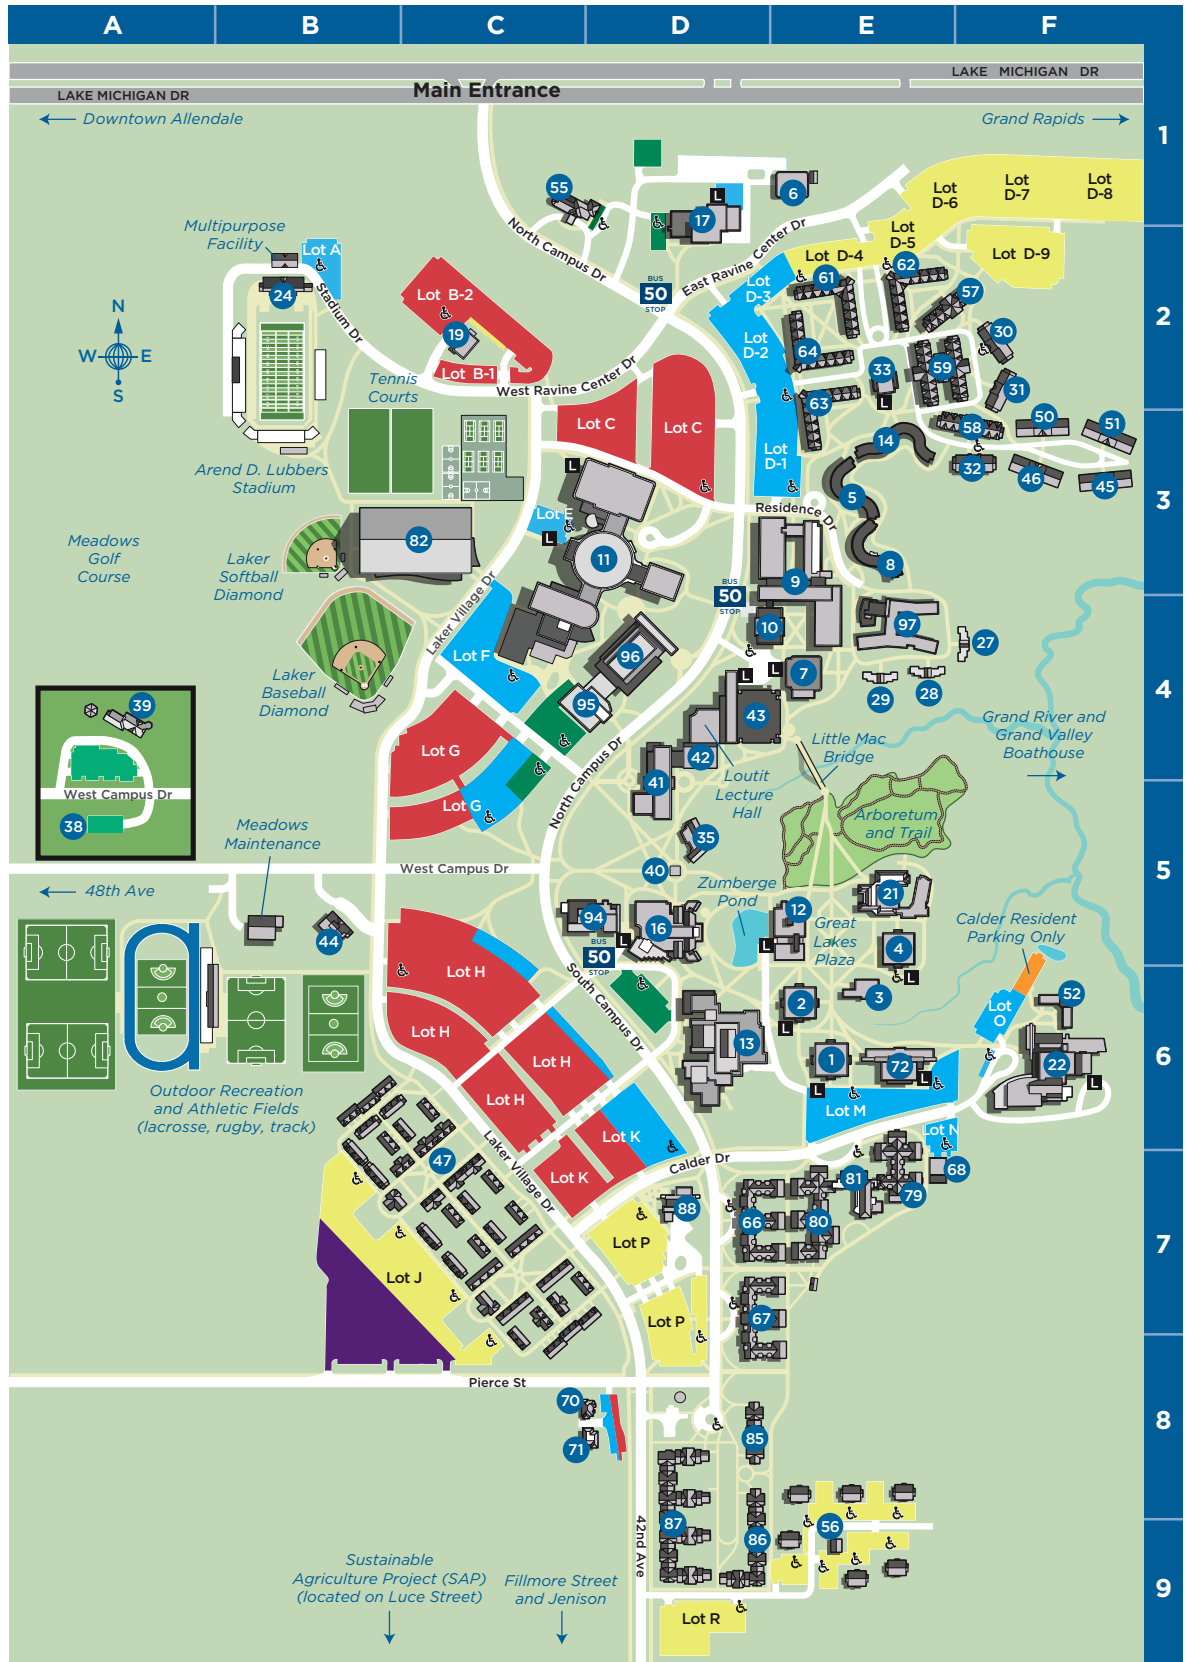 A B C D E F
LAKE MICHIGAN DR
Main Entrance
LAKE MICHIGAN DR
Downtown Allendale
Grand Rapids
1
55
6
L
17
Lot
D-6
Lot
D-7
Lot
D-8
North Campus Dr
East Ravine Center Dr
Multipurpose
Facility
Lot A
24
Stadium Dr
Lot B-2
19
Lot B-1
West Ravine Center Dr
BUS
50
STOP
Lot
D-5
Lot D-4
Lot D-9
Lot
D-3
61
62
57
30
2
Lot
D-2
64
33
59
31
L
63
N
W E
S
Tennis
Courts
Lot C
Lot C
Lot
D-1
14
58
50
51
32
46
45
Arend D. Lubbers
Stadium
L
Lot E
L
5
3
Residence Dr
Meadows
Golf
Course
Laker
Softball
Diamond
82
11
8
9
BUS
50
STOP
Laker Village Dr
10
97
27
Lot F
96
L
L
7
29
28
4
Laker
Baseball
Diamond
95
43
39
Little Mac
Bridge
Grand River and
Grand Valley
Boathouse
Lot G
North Campus Dr
42
41
Loutit
Lecture
Hall
West Campus Dr
38
Lot G
Meadows
Maintenance
35
Arboretum
and Trail
West Campus Dr
40
5
48th Ave
Zumberge
Pond
21
94
16
12
Great
Lakes
Plaza
Calder Resident
Parking Only
44
L
L
4
BUS
50
STOP
Lot H
South Campus Dr
L
2
3
52
Lot
O
L
Lot H
13
Lot H
1
72
22
6
L
L
L
Lot H
Lot M
Outdoor Recreation
and Athletic Fields
(lacrosse, rugby, track)
Lot K
Lot N
47
Laker Village Dr
Lot K
Calder Dr
68
81
79
88
66
80
Lot P
7
Lot J
67
Lot P
Pierce St
70
71
8
85
87
56
86
42nd Ave
Sustainable
Agriculture Project (SAP)
(located on Luce Street)
Fillmore Street
and Jenison
9
Lot R